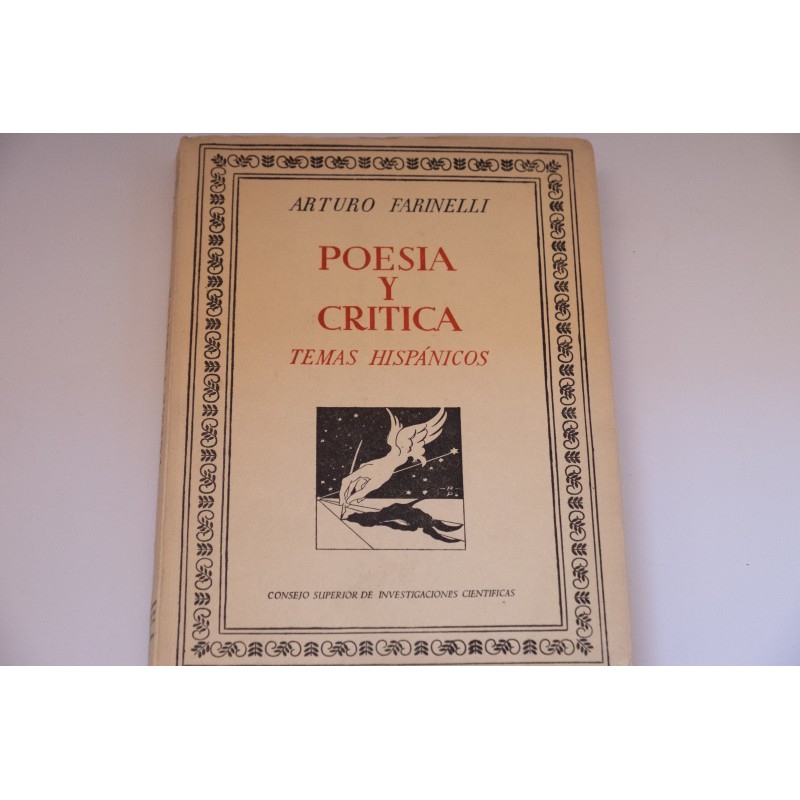 ARTURO FARINELLI
POESIA
Y
CRITICA
TEMAS HISPÁNICOS
CONSEJO SUPERIOR DE INVESTIGACIONES CIENTIFICAS